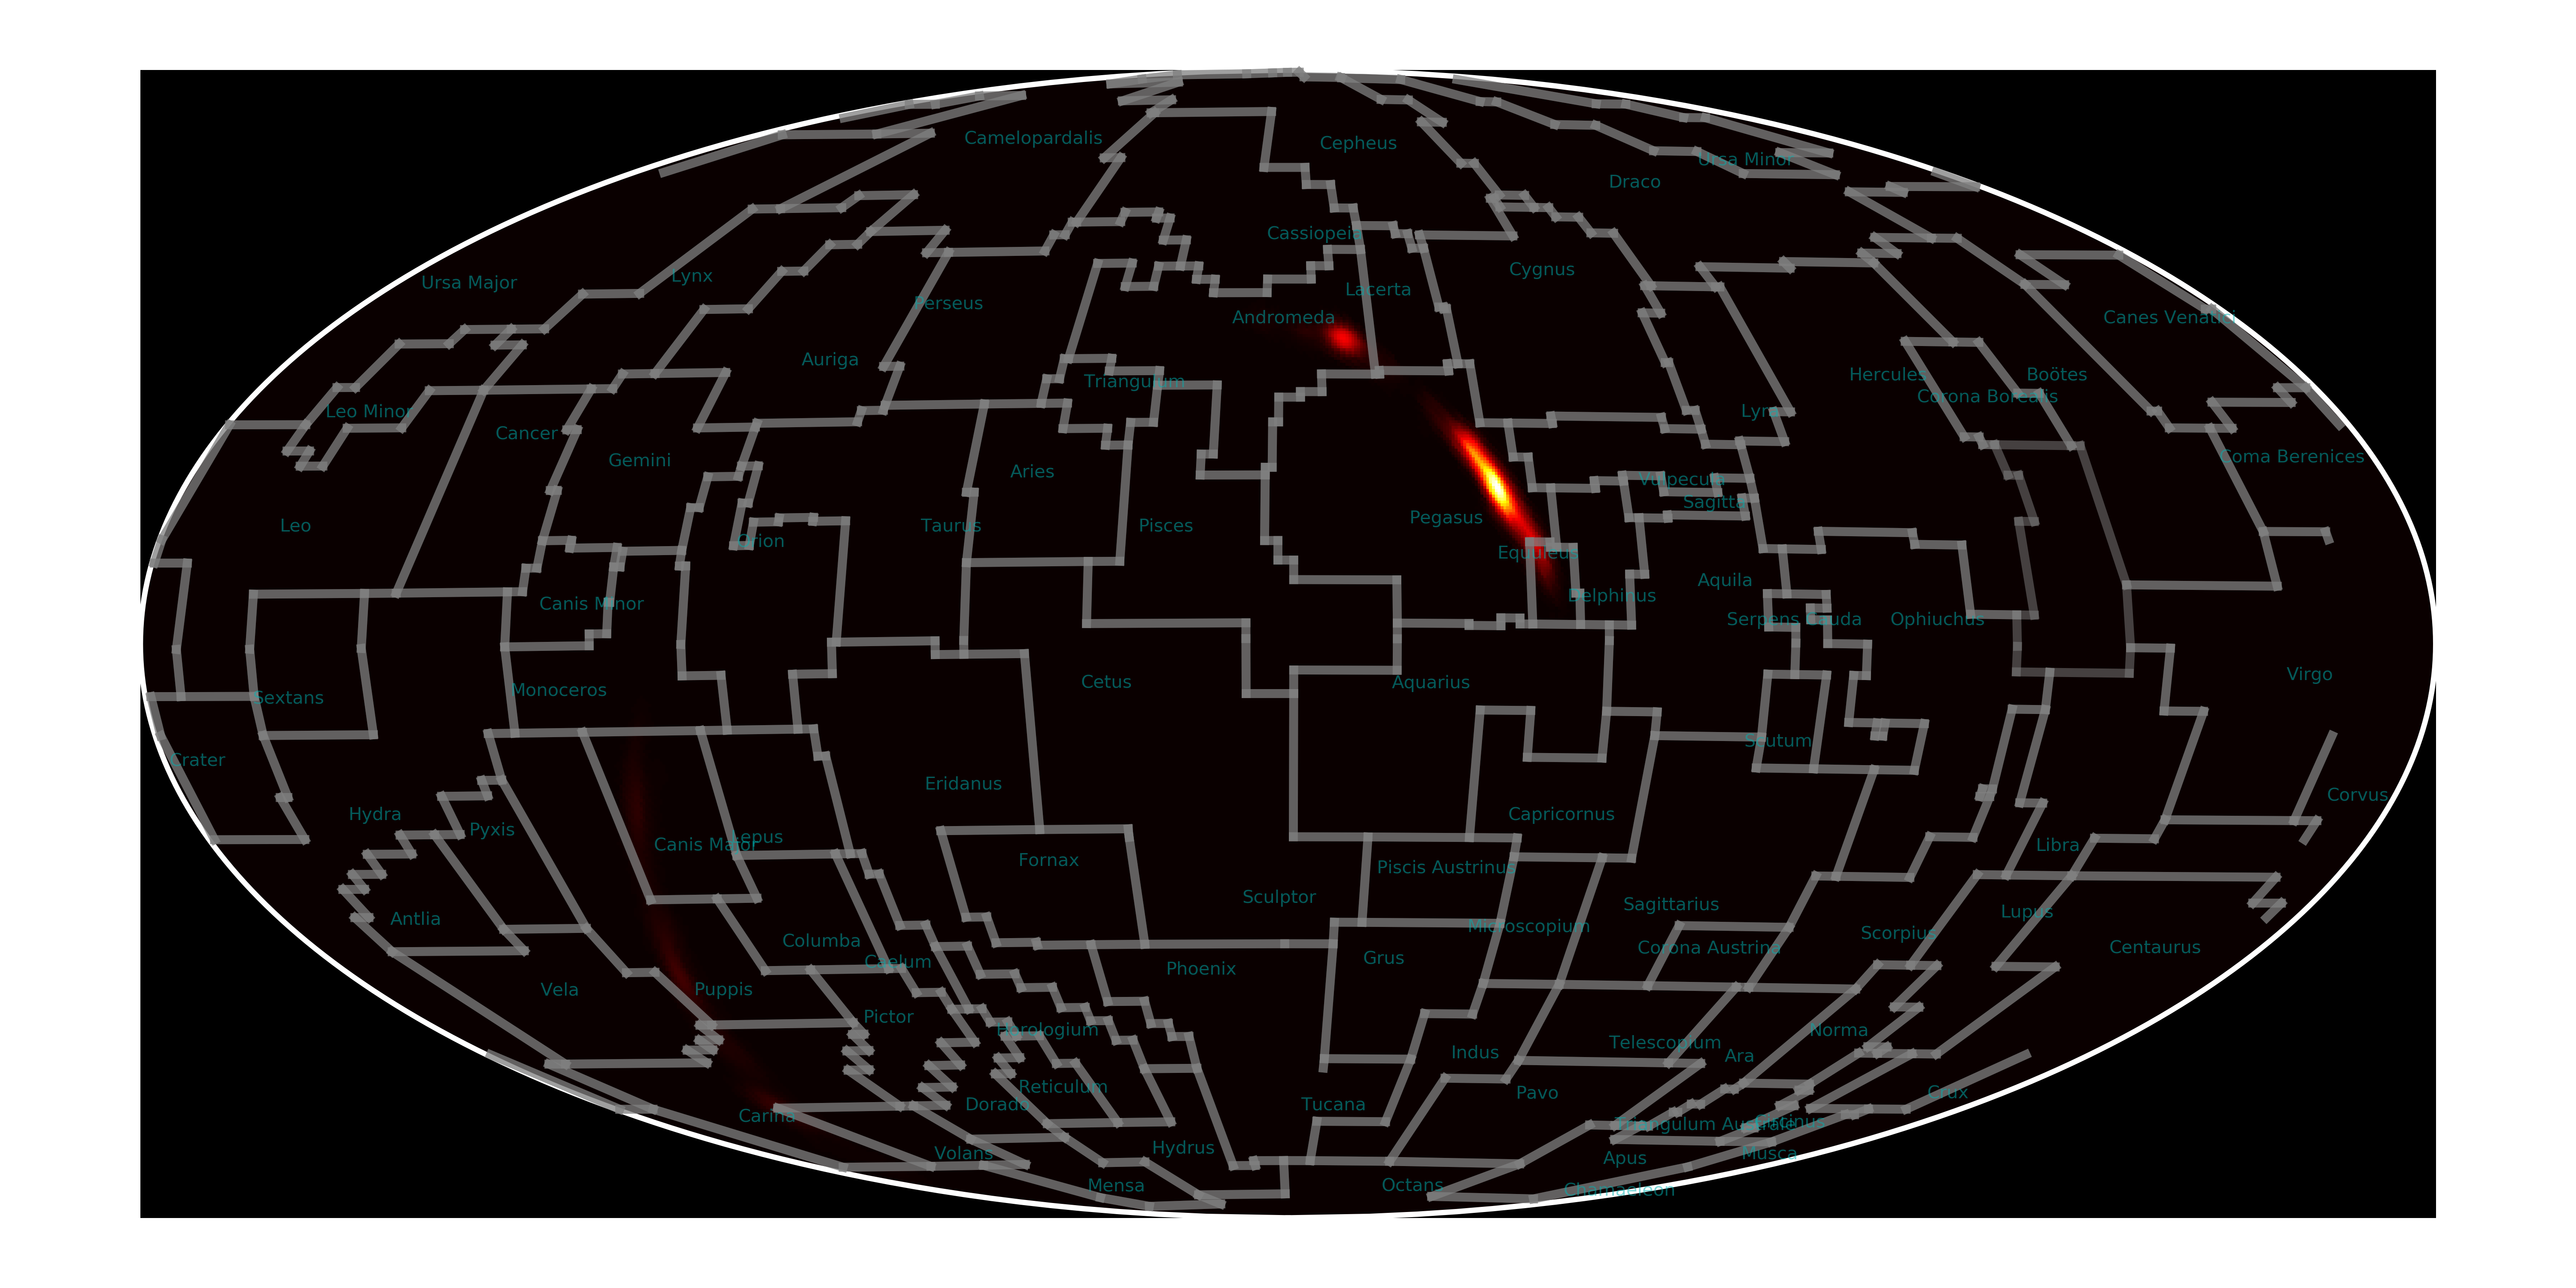 Camelopardalis
Cepheus
Ursa Minor
Draco
Cassiopeia
Cygnus
Lynx
Ursa Major
Lacerta
Perseus
Andromeda
Canes Venatici
Auriga
Hercules
Boötes
Triangulum
Corona Borealis
Leo Minor
Lyra
Cancer
Coma Berenices
Gemini
Aries
Vulpecula
Sagitta
Pegasus
Leo
Taurus
Pisces
Orion
Equuleus
Aquila
Delphinus
Canis Minor
Serpens Cauda
Ophiuchus
Virgo
Cetus
Aquarius
Monoceros
Sextans
Scutum
Crater
Eridanus
Corvus
Hydra
Capricornus
Pyxis
Lepus
Canis Major
Libra
Fornax
Piscis Austrinus
Sculptor
Sagittarius
Lupus
Antlia
Microscopium
Scorpius
Columba
Corona Austrina
Centaurus
Grus
Caelum
Phoenix
Vela
Puppis
Pictor
Horologium
Norma
Telescopium
Indus
Ara
Reticulum
Pavo
Crux
Dorado
Tucana
Carina
Circinus
Triangulum Australe
Hydrus
Volans
Musca
Apus
Mensa
Octans
Chamaeleon